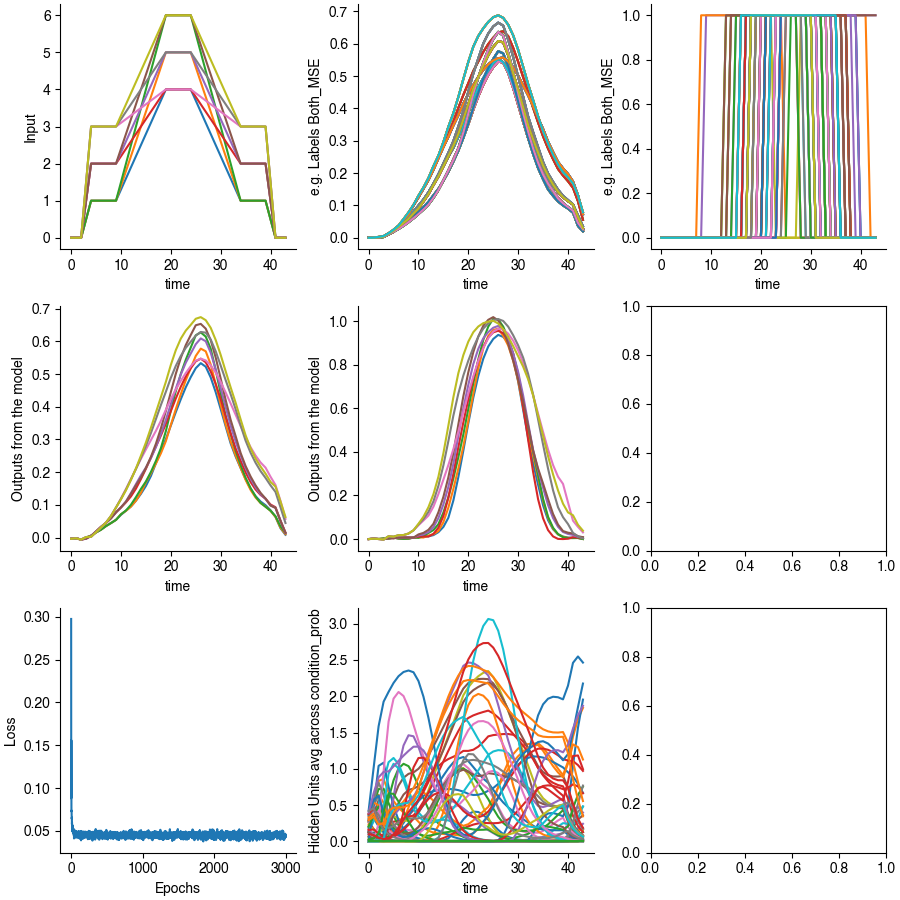 6
5
4
3
2
1
0
Input
0 10 20 30 40
time
0.7
0.6
0.5
0.4
0.3
0.2
0.1
0.0
e.g. Labels Both_MSE
0 10 20 30 40
time
1.0
0.8
0.6
0.4
0.2
0.0
e.g. Labels Both_MSE
0 10 20 30 40
time
0.7
0.6
0.5
0.4
0.3
0.2
0.1
0.0
Outputs from the model
0 10 20 30 40
time
1.0
0.8
0.6
0.4
0.2
0.0
Outputs from the model
0 10 20 30 40
time
1.0
0.8
0.6
0.4
0.2
0.0
0.0 0.2 0.4 0.6 0.8 1.0
0.30
0.25
0.20
0.15
0.10
0.05
Loss
0 1000 2000 3000
Epochs
3.0
2.5
2.0
1.5
1.0
0.5
0.0
Hidden Units avg across condition_prob
0 10 20 30 40
time
1.0
0.8
0.6
0.4
0.2
0.0
0.0 0.2 0.4 0.6 0.8 1.0